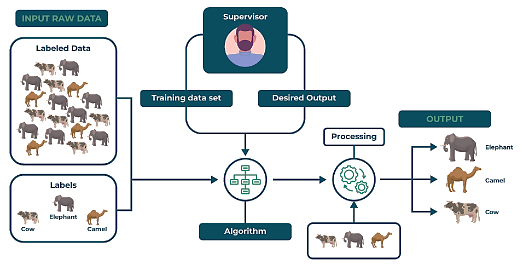 INPUT RAW DATA
Labeled Data
Labels
Elephant
Cow
Camel
Supervisor
Training data set
Desired Output
Algorithm
Processing
OUTPUT
Elephant
Camel
Cow